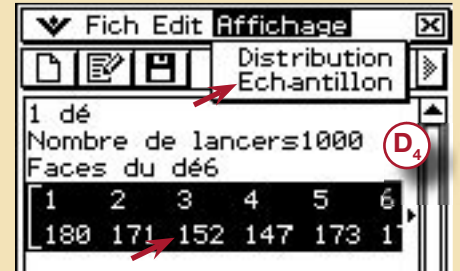 Fich Edit Affichage
Distribution
Echantillon
1 dé
Nombre de lancers1000
Faces du dé6
D4
1 2 3 4 5 6
180 171 152 147 173